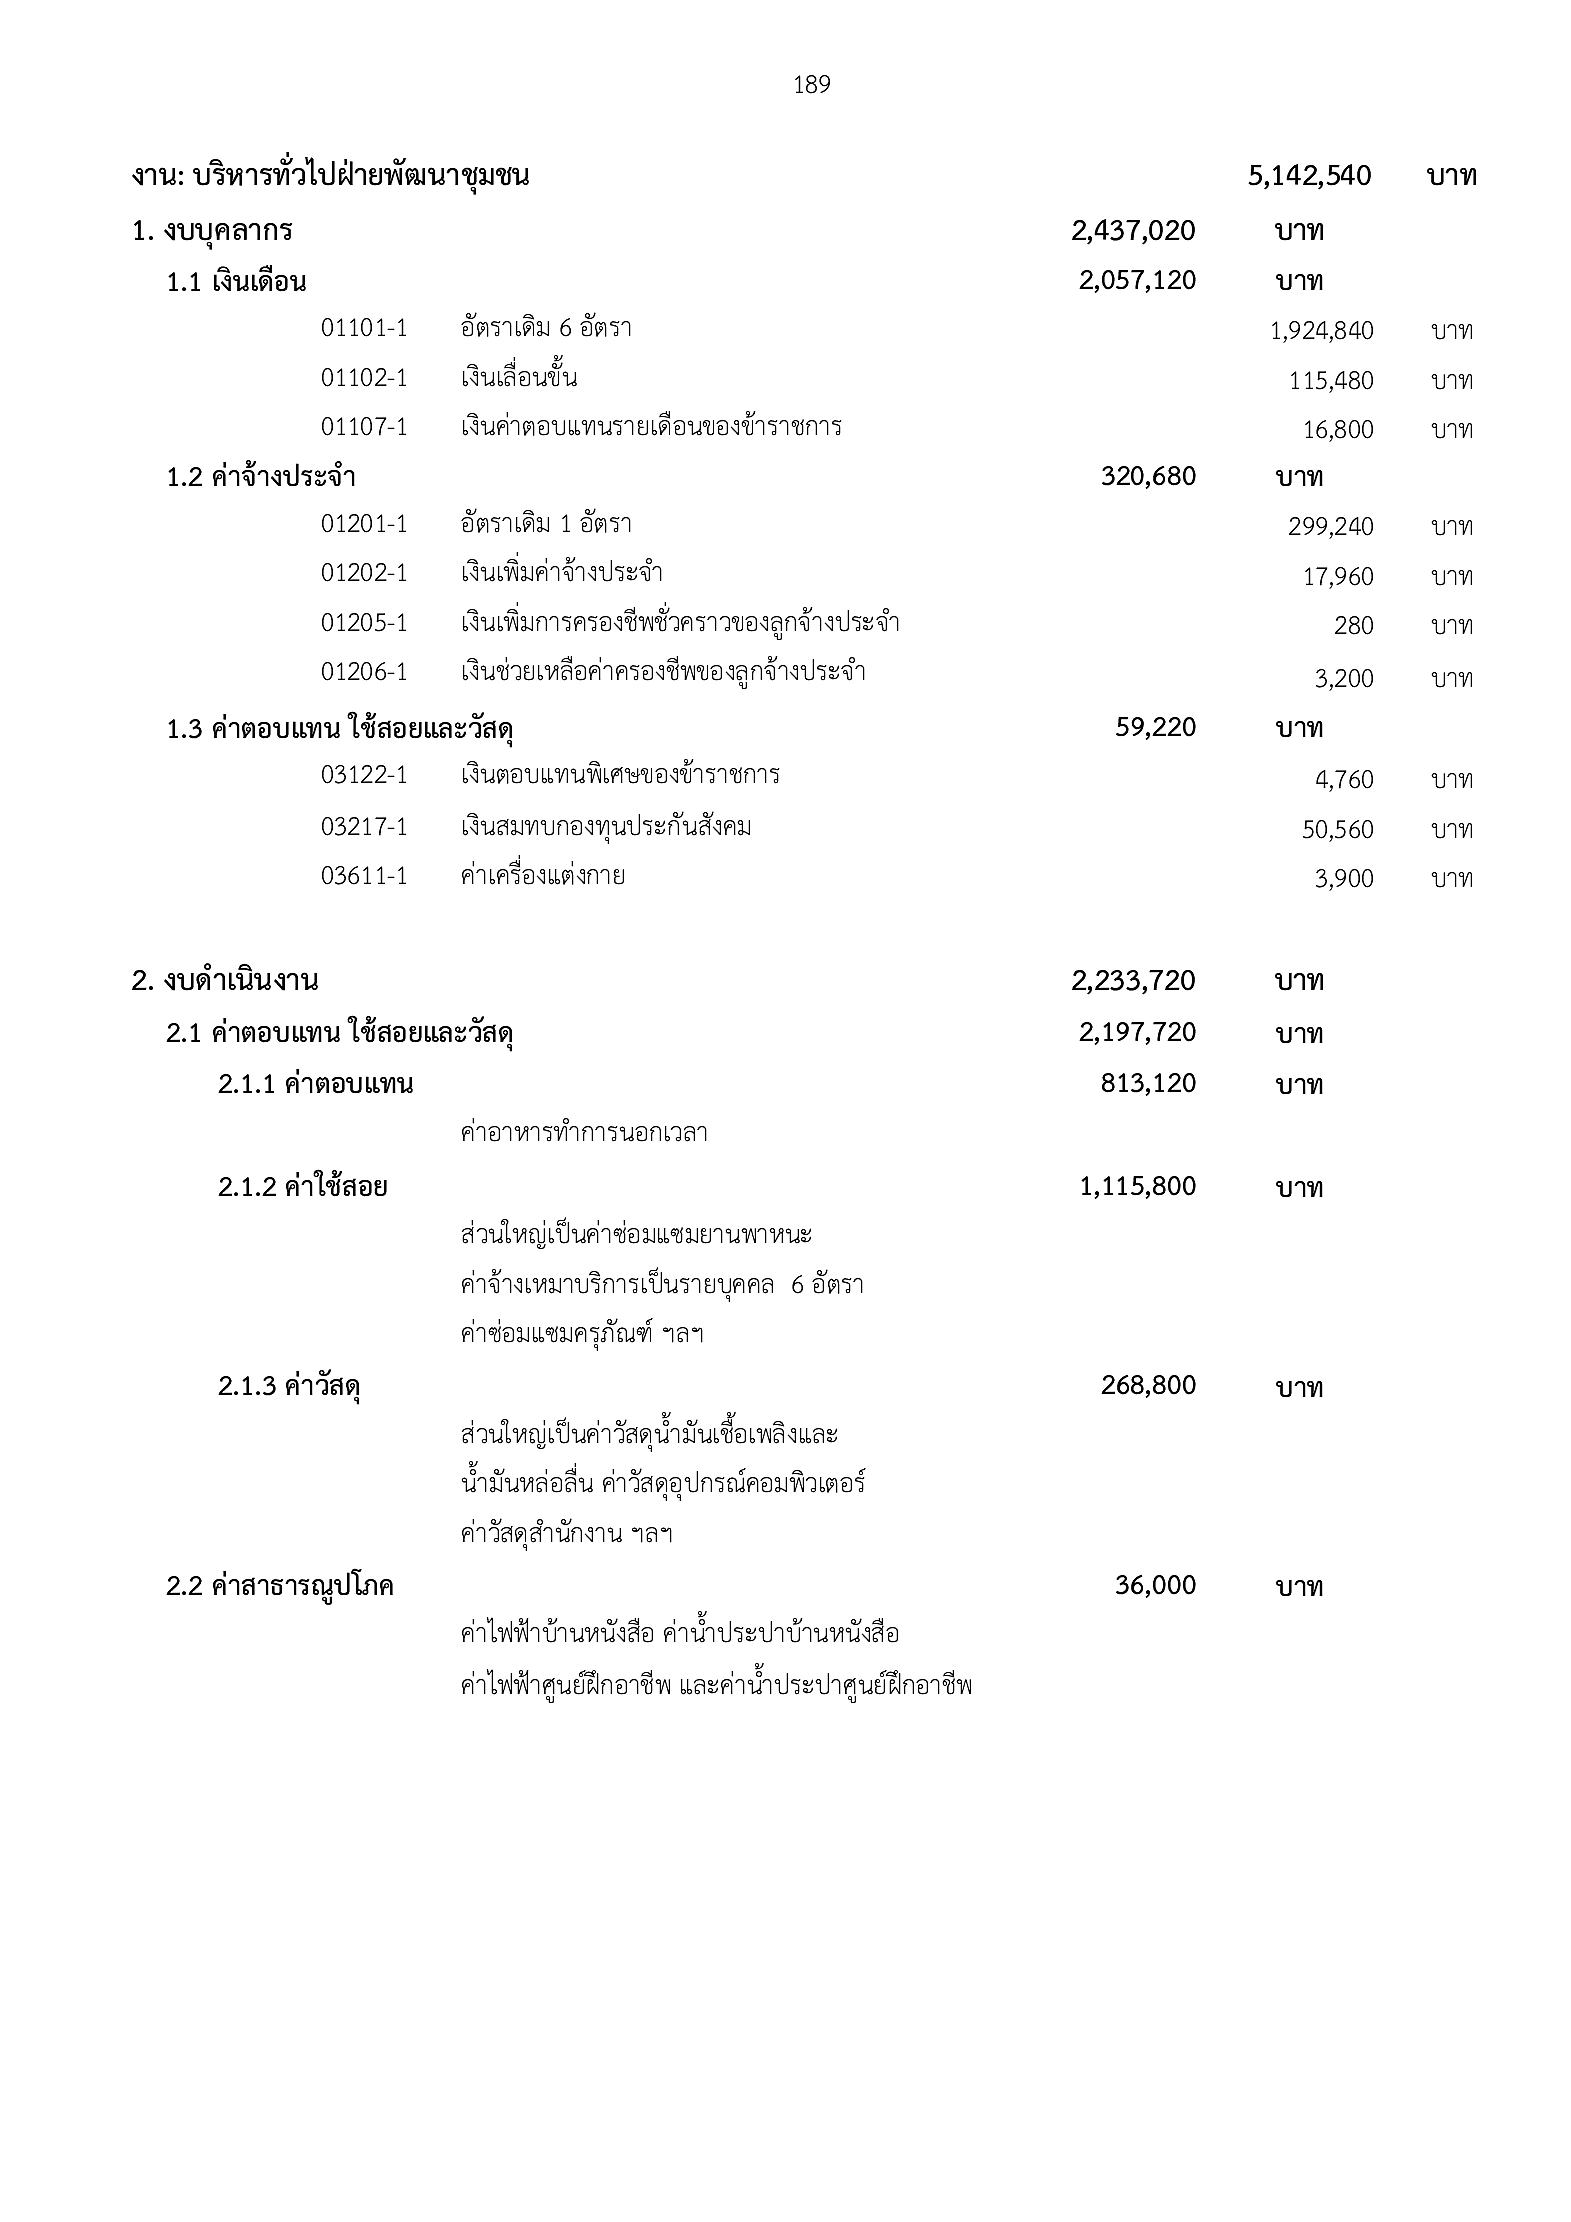 189
งาน: บริหารทั่วไปฝ่ายพัฒนาชุมชน 5,142,540 บาท
1. งบบุคลากร 2,437,020 บาท
1.1 เงินเดือน 2,057,120 บาท
01101-1 อัตราเดิม 6 อัตรา 1,924,840 บาท
01102-1 เงินเลื่อนขั้น 115,480 บาท
01107-1 เงินค่าตอบแทนรายเดือนของข้าราชการ 16,800 บาท
1.2 ค่าจ้างประจำ 320,680 บาท
01201-1 อัตราเดิม 1 อัตรา 299,240 บาท
01202-1 เงินเพิ่มค่าจ้างประจำ 17,960 บาท
01205-1 เงินเพิ่มการครองชีพชั่วคราวของลูกจ้างประจำ 280 บาท
01206-1 เงินช่วยเหลือค่าครองชีพของลูกจ้างประจำ 3,200 บาท
1.3 ค่าตอบแทน ใช้สอยและวัสดุ 59,220 บาท
03122-1 เงินตอบแทนพิเศษของข้าราชการ 4,760 บาท
03217-1 เงินสมทบกองทุนประกันสังคม 50,560 บาท
03611-1 ค่าเครื่องแต่งกาย 3,900 บาท
2. งบดำเนินงาน 2,233,720 บาท
2.1 ค่าตอบแทน ใช้สอยและวัสดุ 2,197,720 บาท
2.1.1 ค่าตอบแทน 813,120 บาท
ค่าอาหารทำการนอกเวลา
2.1.2 ค่าใช้สอย 1,115,800 บาท
ส่วนใหญ่เป็นค่าซ่อมแซมยานพาหนะ
ค่าจ้างเหมาบริการเป็นรายบุคคล 6 อัตรา
ค่าซ่อมแซมครุภัณฑ์ ฯลฯ
2.1.3 ค่าวัสดุ 268,800 บาท
ส่วนใหญ่เป็นค่าวัสดุน้ำมันเชื้อเพลิงและ
น้ำมันหล่อลื่น ค่าวัสดุอุปกรณ์คอมพิวเตอร์
ค่าวัสดุสำนักงาน ฯลฯ
2.2 ค่าสาธารณูปโภค 36,000 บาท
ค่าไฟฟ้าบ้านหนังสือ ค่าน้ำประปาบ้านหนังสือ
ค่าไฟฟ้าศูนย์ฝึกอาชีพ และค่าน้ำประปาศูนย์ฝึกอาชีพ